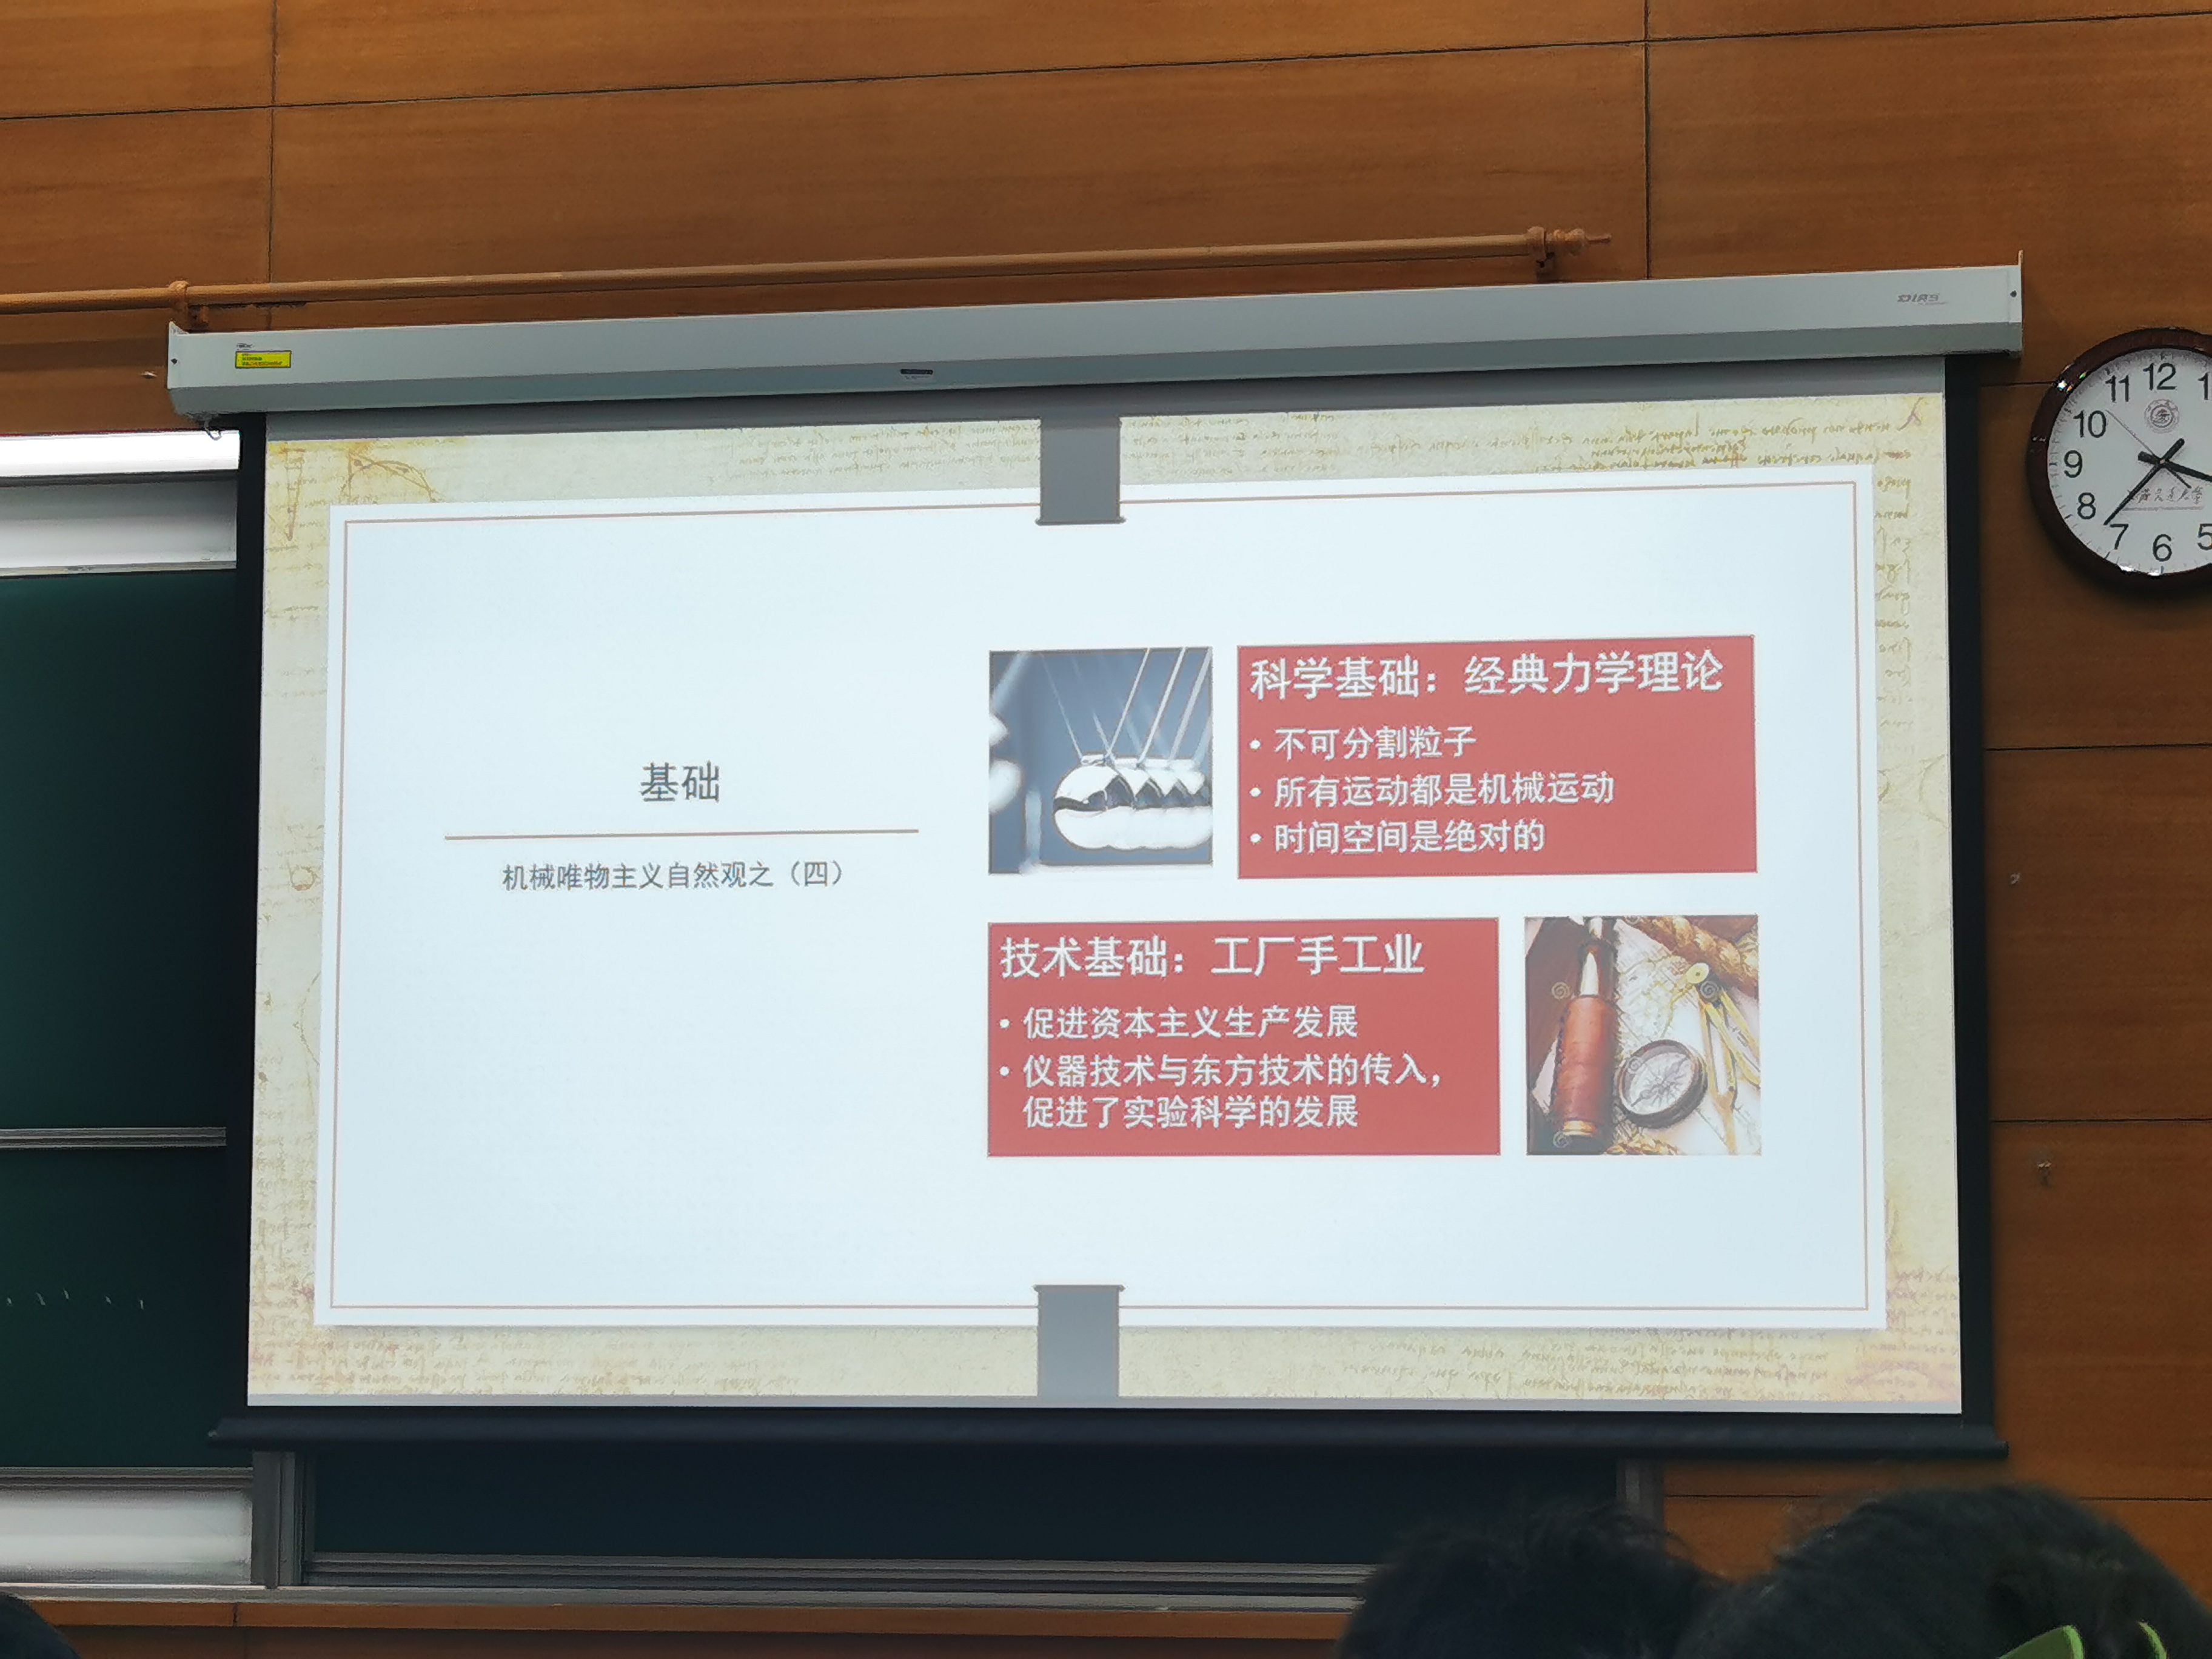 DIAS
11 12 1
10
9
8
7 6 5
基础
机械唯物主义自然观之（四）
科学基础：经典力学理论
• 不可分割粒子
• 所有运动都是机械运动
• 时间空间是绝对的
技术基础：工厂手工业
• 促进资本主义生产发展
• 仪器技术与东方技术的传入，
促进了实验科学的发展